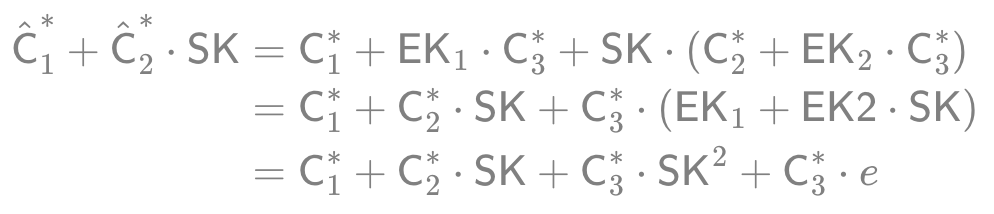 Ĉ₁* + Ĉ₂* · SK = C₁* + EK₁ · C₃* + SK · (C₂* + EK₂ · C₃*)
= C₁* + C₂* · SK + C₃* · (EK₁ + EK2 · SK)
= C₁* + C₂* · SK + C₃* · SK² + C₃* · e